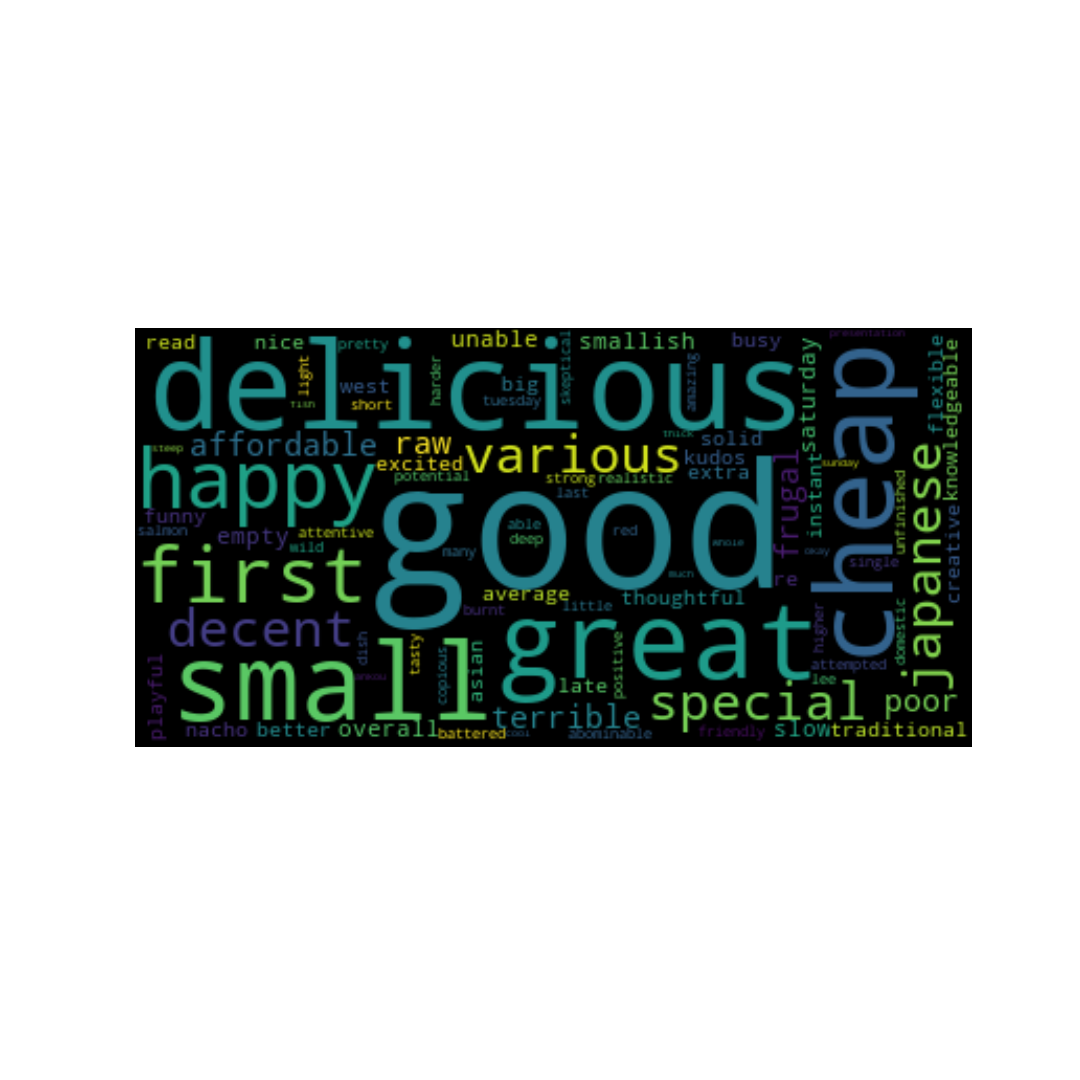 read
nice
pretty
unable
skeptical
smallish
busy
presentation
delicious
light
fish
west
short
harder
big
tuesday
amazing
saturday
cheap
flexible
knowledgeable
steep
affordable
raw
excited
various
thick
solid
kudos
extra
sunday
happy
potential
strong
realistic
last
frugal
instant
japanese
unfinished
creative
funny
salmon
empty
attentive
wild
good
many
able
deep
red
okay
single
first
much
re
average
thoughtful
burnt
little
decent
dish
tasty
great
higher
domestic
attempted
small
copious
asian
late
positive
lee
playful
special
poor
terrible
nacho
better
overall
battered
cool
abominable
friendly
slow
traditional